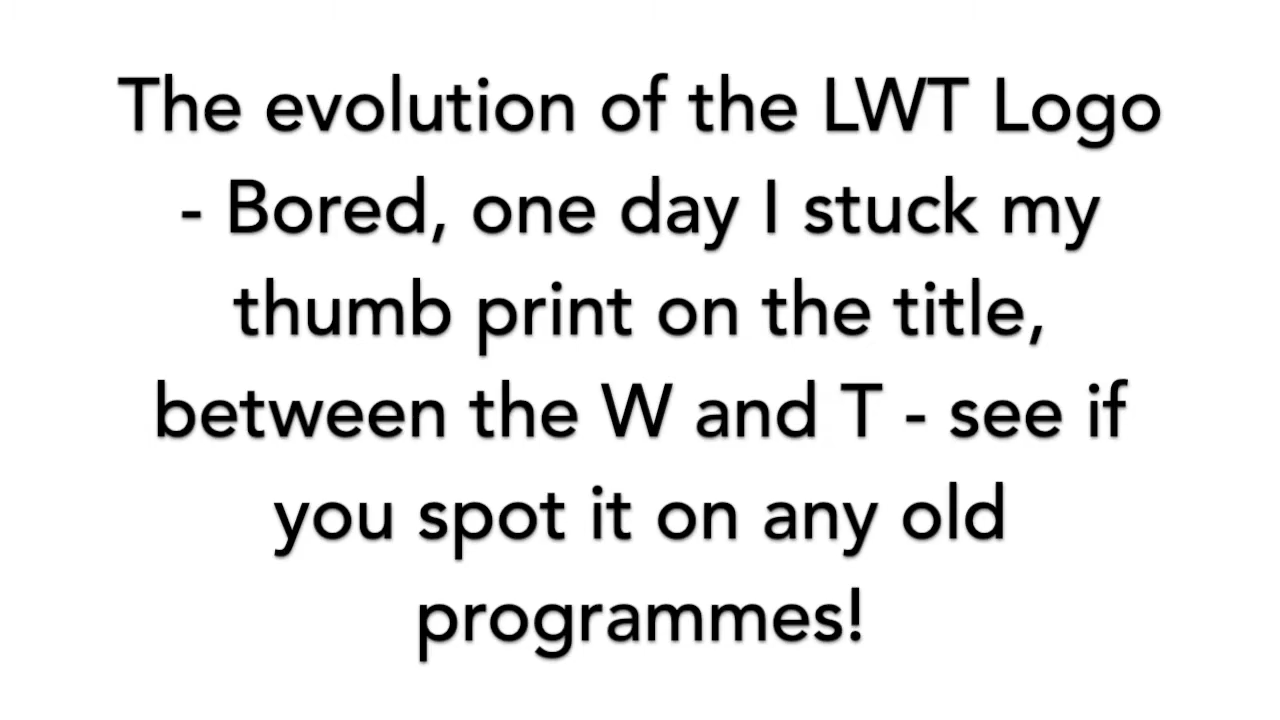 The evolution of the LWT Logo
- Bored, one day I stuck my
thumb print on the title,
between the W and T - see if
you spot it on any old
programmes!